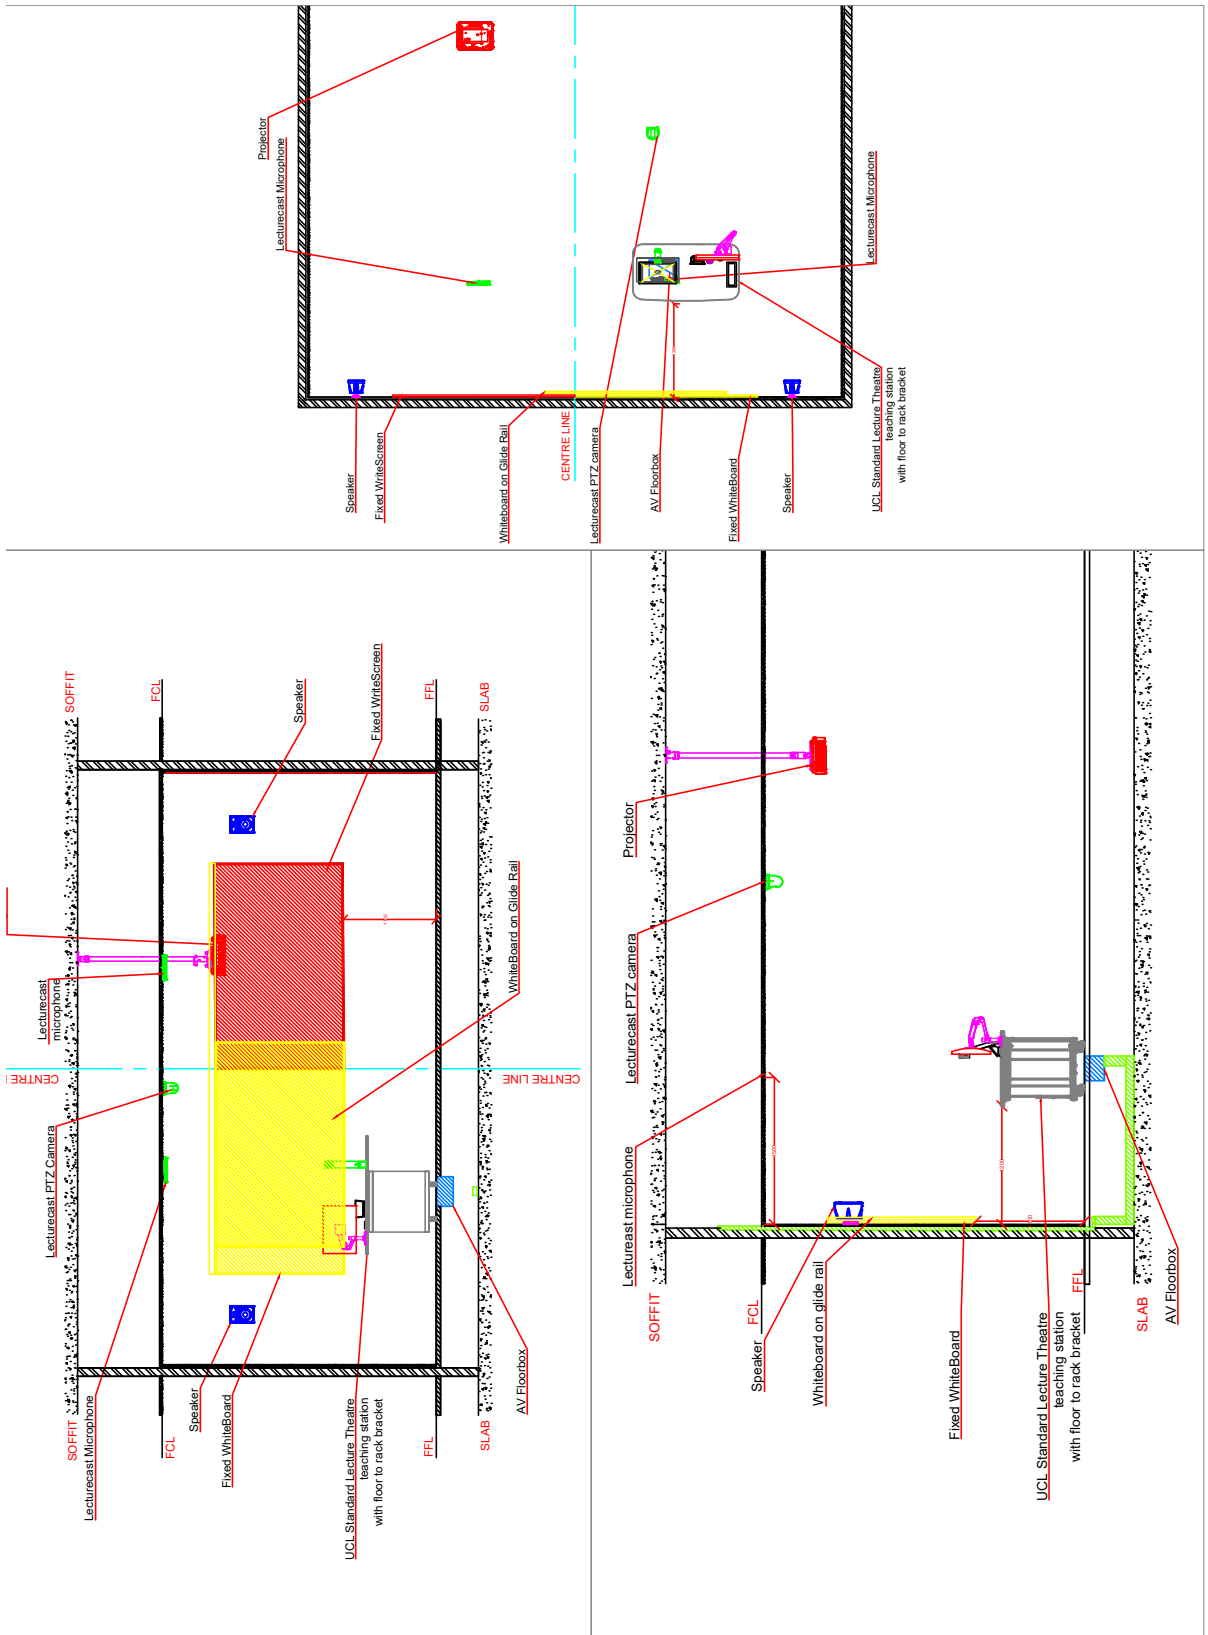 Projector
Lecturecast Microphone
Speaker
Fixed WriteScreen
Whiteboard on Glide Rail
CENTRE LINE
Lecturecast PTZ camera
AV Floorbox
Fixed WhiteBoard
Speaker
Lecturecast Microphone
UCL Standard Lecture Theatre
teaching station
with floor to rack bracket
SOFFIT
FCL
Speaker
Fixed WriteScreen
FFL
SLAB
Lecturecast
microphone
WhiteBoard on Glide Rail
CENTRE
CENTRE LINE
Lecturecast PTZ Camera
SOFFIT
Lecturecast Microphone
FCL
Speaker
Fixed WhiteBoard
UCL Standard Lecture Theatre
teaching station
with floor to rack bracket
FFL
SLAB
AV Floorbox
Projector
Lecturecast PTZ camera
Lecturecast microphone
SOFFIT
FCL
Speaker
Whiteboard on glide rail
Fixed WhiteBoard
UCL Standard Lecture Theatre
teaching station
with floor to rack bracket
FFL
SLAB
AV Floorbox